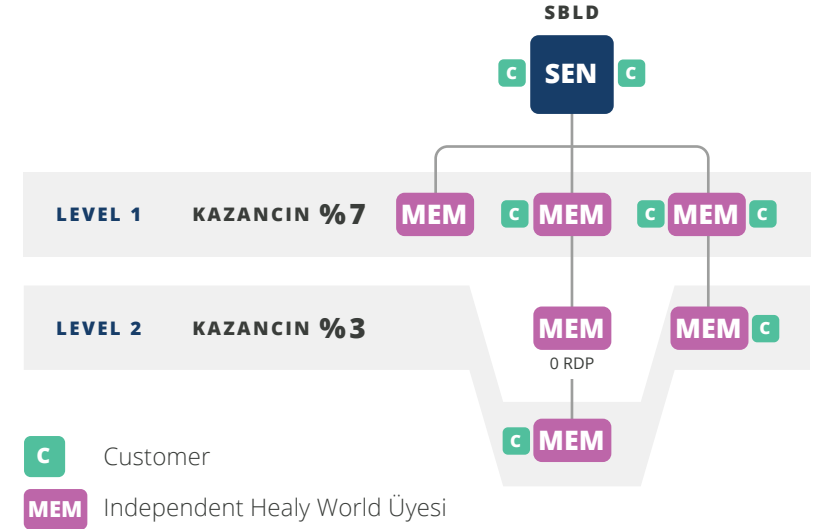 SBLD
C SEN C
LEVEL 1 KAZANCIN %7 MEM C MEM C MEM C
LEVEL 2 KAZANCIN %3 MEM MEM C
0 RDP
C MEM
C Customer
MEM Independent Healy World Üyesi